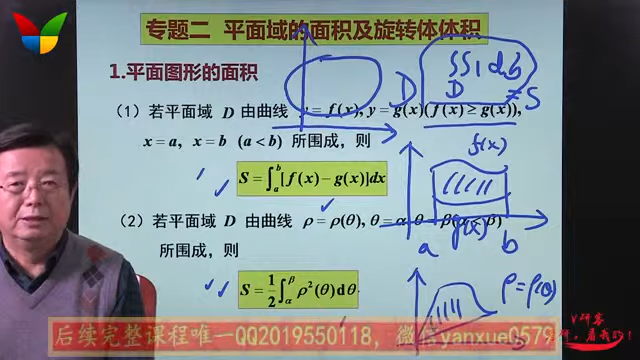 专题二 平面域的面积及旋转体体积
1.平面图形的面积
(1) 若平面域 D 由曲线 y = f(x), y = g(x)(f(x) ≥ g(x)),
x = a, x = b (a < b) 所围成,则
S = ∫_a^b [f(x) − g(x)]dx
(2) 若平面域 D 由曲线 ρ = ρ(θ), θ = α, θ = β(α < β)
所围成,则
S = 1/2 ∫_α^β ρ²(θ)dθ.
D
∬1dσ
D
=S
f(x)
g(x)
a
b
ρ=ρ(θ)
后续完整课程唯一QQ2019550118,微信yanxue0579